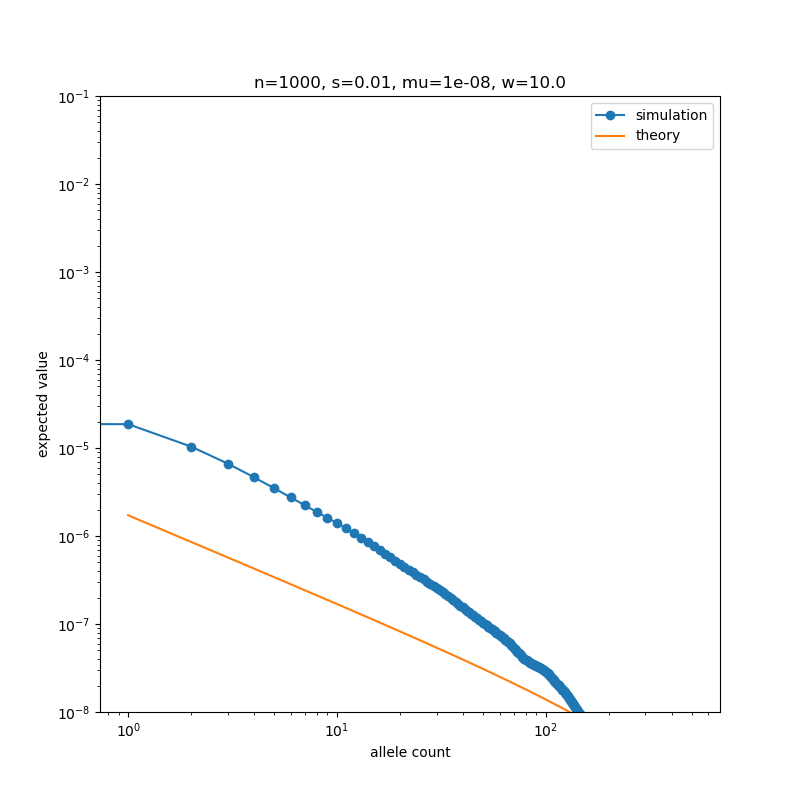 n=1000, s=0.01, mu=1e-08, w=10.0
simulation
theory
10⁻¹
10⁻²
10⁻³
10⁻⁴
10⁻⁵
10⁻⁶
10⁻⁷
10⁻⁸
expected value
10⁰ 10¹ 10²
allele count